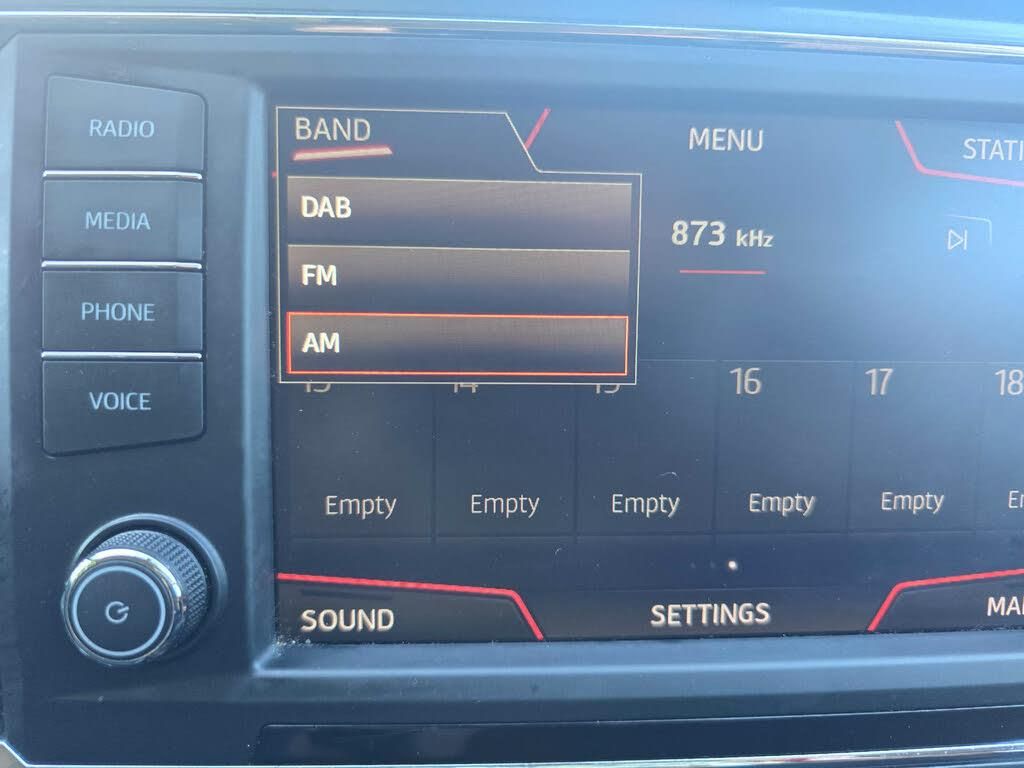 RADIO
MEDIA
PHONE
VOICE
BAND
MENU
DAB
FM
AM
873 kHz
16
17
18
Empty
Empty
Empty
Empty
Empty
SOUND
SETTINGS